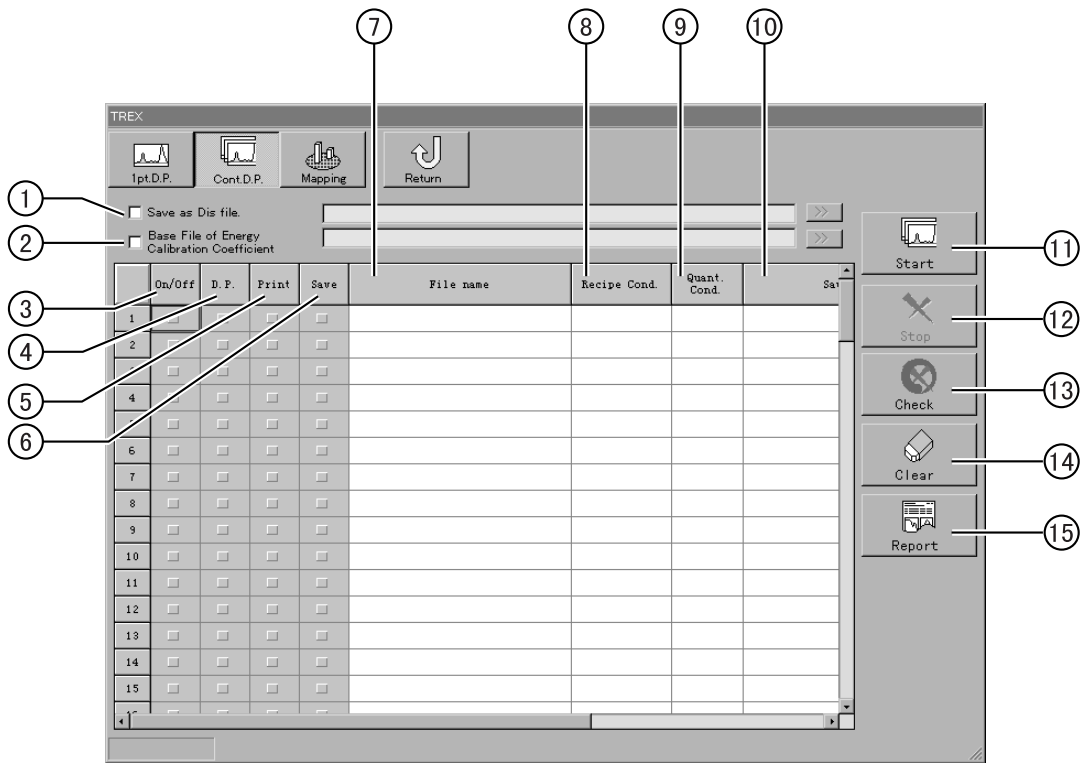 7 8 9 10
TREX
1pt.D.P. Cont.D.P. Mapping Return
1 Save as Dis file. >>
2 Base File of Energy
Calibration Coefficient >>
On/Off D.P. Print Save File name Recipe Cond. Quant.
Cond.
3
4
5
6
1
2
4
6
7
8
9
10
11
12
13
14
15
Start 11
Stop 12
Check 13
Clear 14
Report 15